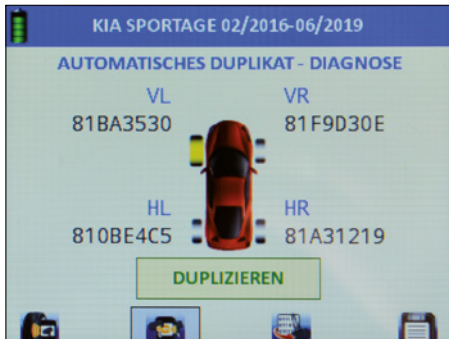 KIA SPORTAGE 02/2016-06/2019
AUTOMATISCHES DUPLIKAT - DIAGNOSE
VL VR
81BA3530 81F9D30E
HL HR
810BE4C5 81A31219
DUPLIZIEREN